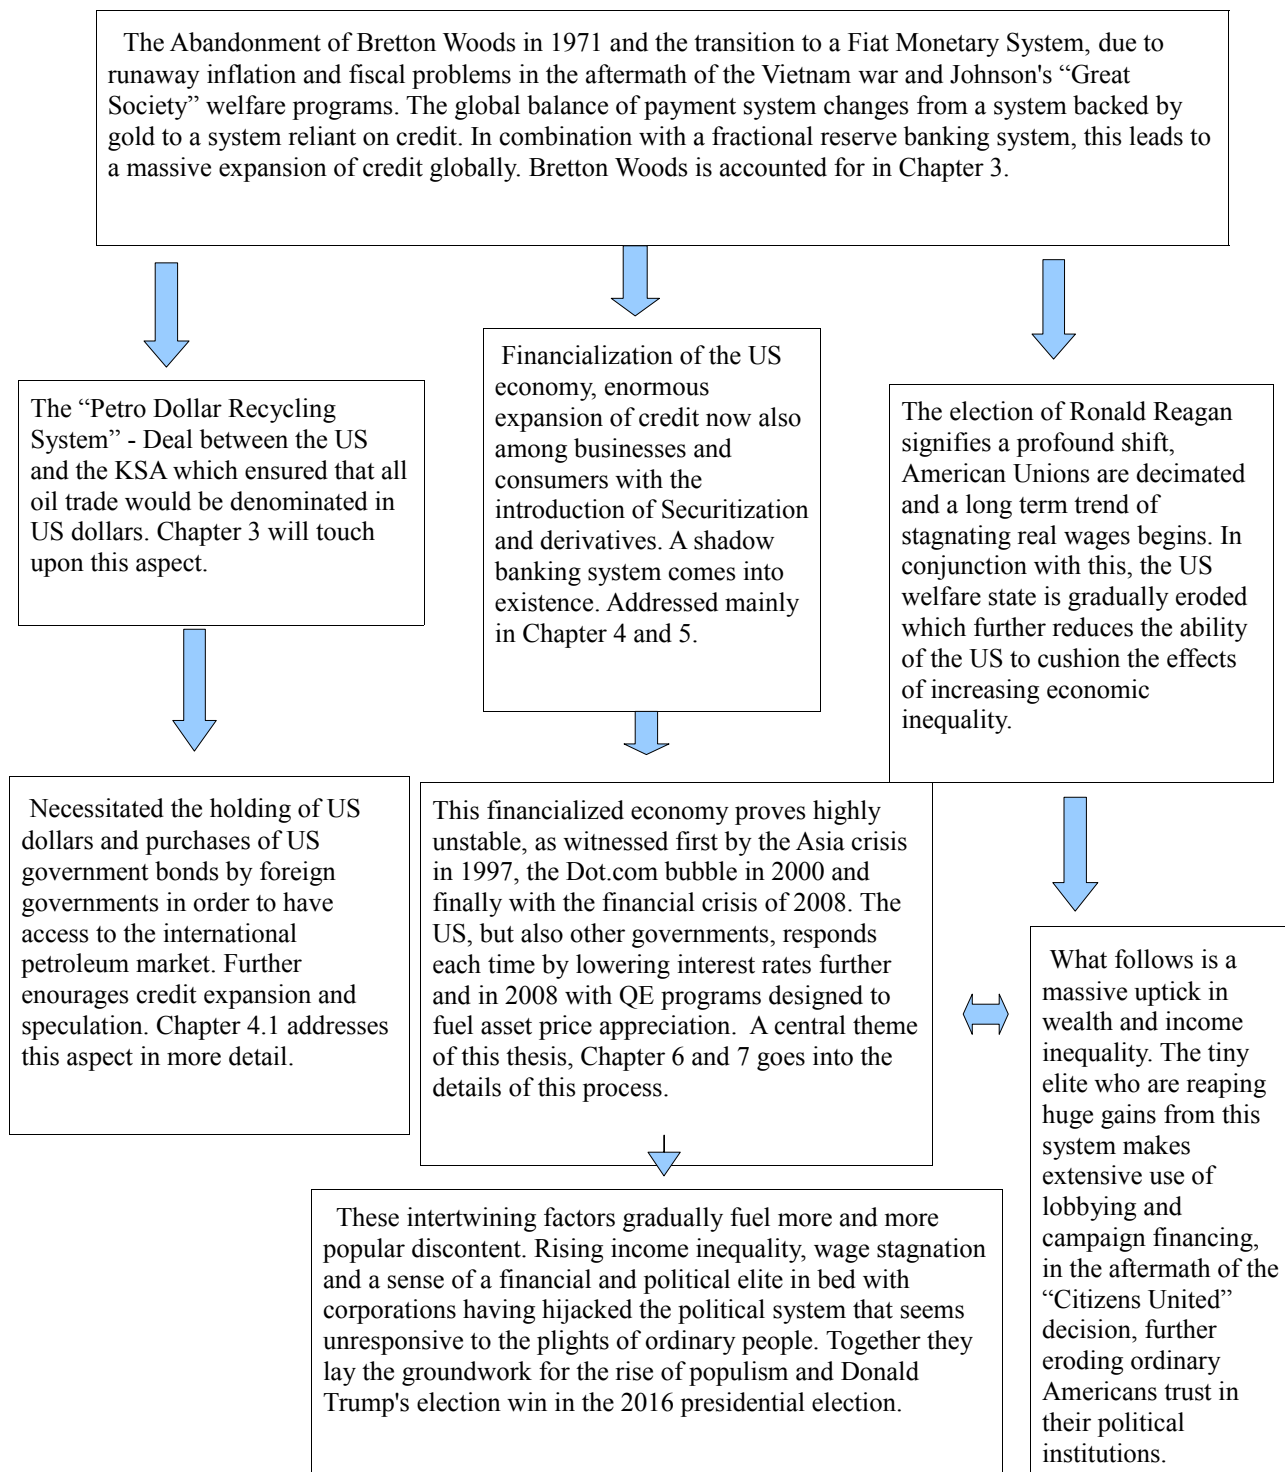 The Abandonment of Bretton Woods in 1971 and the transition to a Fiat Monetary System, due to
runaway inflation and fiscal problems in the aftermath of the Vietnam war and Johnson's “Great
Society” welfare programs. The global balance of payment system changes from a system backed by
gold to a system reliant on credit. In combination with a fractional reserve banking system, this leads to
a massive expansion of credit globally. Bretton Woods is accounted for in Chapter 3.
The “Petro Dollar Recycling
System” - Deal between the US
and the KSA which ensured that all
oil trade would be denominated in
US dollars. Chapter 3 will touch
upon this aspect.
Financialization of the US
economy, enormous
expansion of credit now also
among businesses and
consumers with the
introduction of Securitization
and derivatives. A shadow
banking system comes into
existence. Addressed mainly
in Chapter 4 and 5.
The election of Ronald Reagan
signifies a profound shift,
American Unions are decimated
and a long term trend of
stagnating real wages begins. In
conjunction with this, the US
welfare state is gradually eroded
which further reduces the ability
of the US to cushion the effects
of increasing economic
inequality.
Necessitated the holding of US
dollars and purchases of US
government bonds by foreign
governments in order to have
access to the international
petroleum market. Further
enourages credit expansion and
speculation. Chapter 4.1 addresses
this aspect in more detail.
This financialized economy proves highly
unstable, as witnessed first by the Asia crisis
in 1997, the Dot.com bubble in 2000 and
finally with the financial crisis of 2008. The
US, but also other governments, responds
each time by lowering interest rates further
and in 2008 with QE programs designed to
fuel asset price appreciation.  A central theme
of this thesis, Chapter 6 and 7 goes into the
details of this process.
What follows is a
massive uptick in
wealth and income
inequality. The tiny
elite who are reaping
huge gains from this
system makes
extensive use of
lobbying and
campaign financing,
in the aftermath of the
“Citizens United”
decision, further
eroding ordinary
Americans trust in
their political
institutions.
These intertwining factors gradually fuel more and more
popular discontent. Rising income inequality, wage stagnation
and a sense of a financial and political elite in bed with
corporations having hijacked the political system that seems
unresponsive to the plights of ordinary people. Together they
lay the groundwork for the rise of populism and Donald
Trump's election win in the 2016 presidential election.